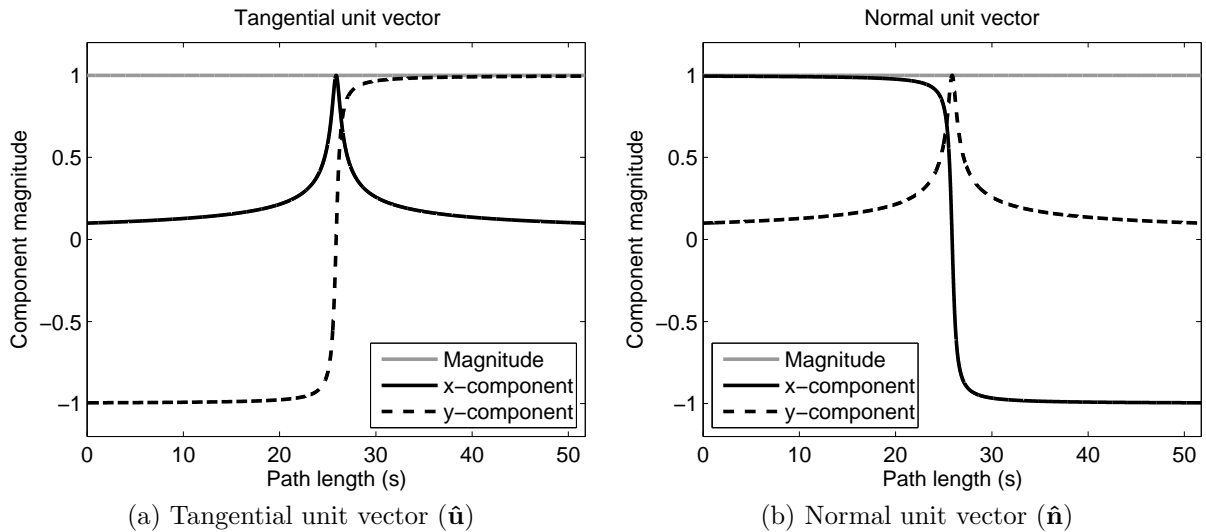 Tangential unit vector
Component magnitude
1
0.5
0
−0.5
−1
Magnitude
x−component
y−component
0 10 20 30 40 50
Path length (s)
(a) Tangential unit vector (û)
Normal unit vector
Component magnitude
1
0.5
0
−0.5
−1
Magnitude
x−component
y−component
0 10 20 30 40 50
Path length (s)
(b) Normal unit vector (n̂)